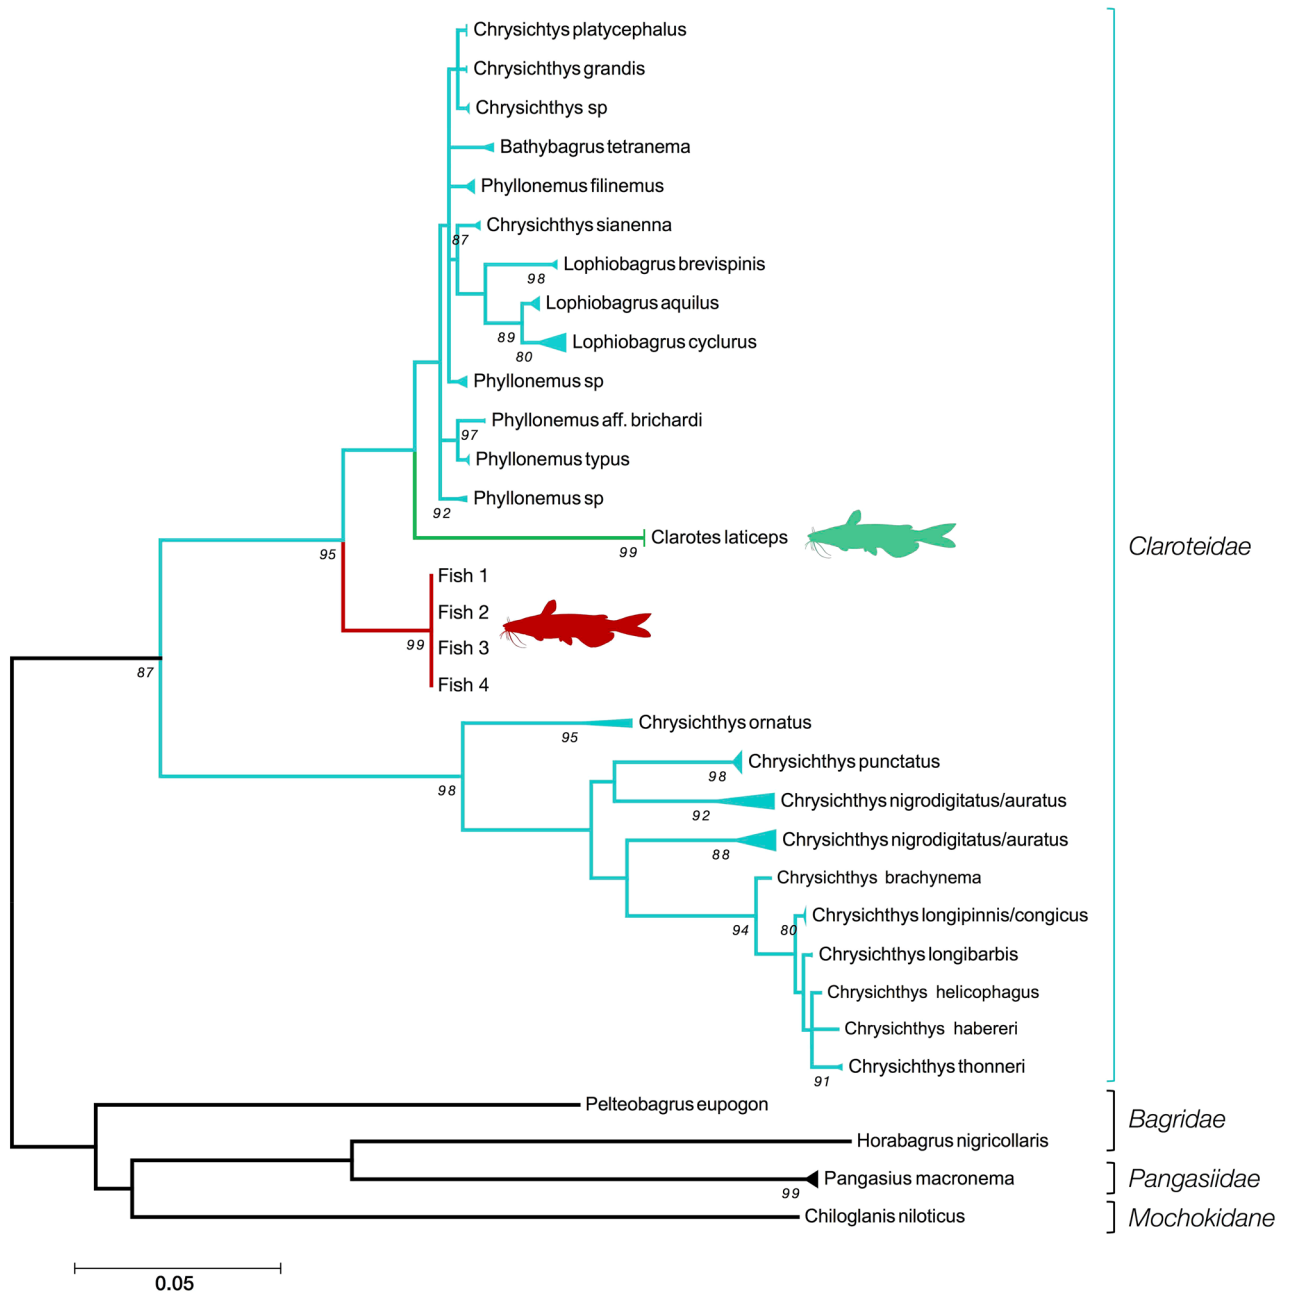 Chrysichtys platycephalus
Chrysichthys grandis
Chrysichthys sp
Bathybagrus tetranema
Phyllonemus filinemus
Chrysichthys sianenna
87
Lophiobagrus brevispinis
98
Lophiobagrus aquilus
89
Lophiobagrus cyclurus
80
Phyllonemus sp
Phyllonemus aff. brichardi
97
Phyllonemus typus
Phyllonemus sp
92
Clarotes laticeps
99
Claroteidae
95
Fish 1
Fish 2
99
Fish 3
Fish 4
87
Chrysichthys ornatus
95
Chrysichthys punctatus
98
98
Chrysichthys nigrodigitatus/auratus
92
Chrysichthys nigrodigitatus/auratus
88
Chrysichthys brachynema
94
Chrysichthys longipinnis/congicus
80
Chrysichthys longibarbis
Chrysichthys helicophagus
Chrysichthys habereri
Chrysichthys thonneri
91
Pelteobagrus eupogon
Bagridae
Horabagrus nigricollaris
Pangasius macronema
99
Pangasiidae
Chiloglanis niloticus
Mochokidane
0.05